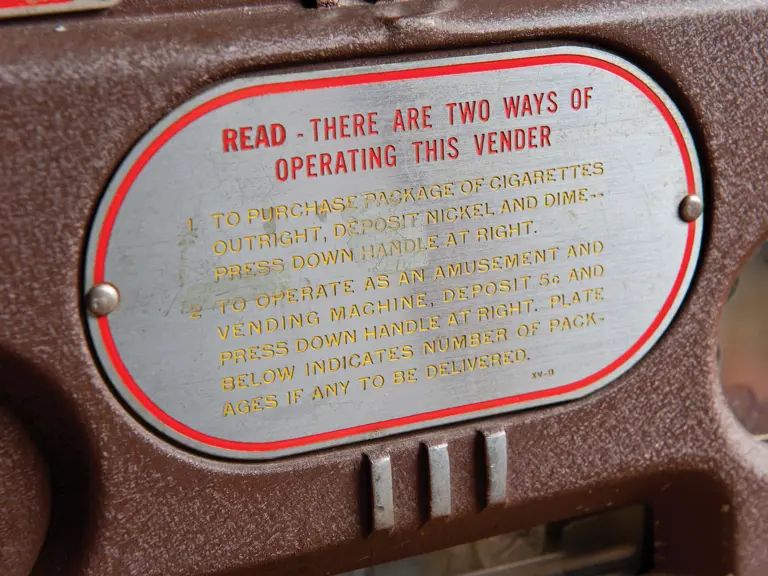 READ - THERE ARE TWO WAYS OF
OPERATING THIS VENDER
1 TO PURCHASE PACKAGE OF CIGARETTES
OUTRIGHT, DEPOSIT NICKEL AND DIME--
PRESS DOWN HANDLE AT RIGHT.
2 TO OPERATE AS AN AMUSEMENT AND
VENDING MACHINE, DEPOSIT 5¢ AND
PRESS DOWN HANDLE AT RIGHT. PLATE
BELOW INDICATES NUMBER OF PACK-
AGES IF ANY TO BE DELIVERED.
SV-11